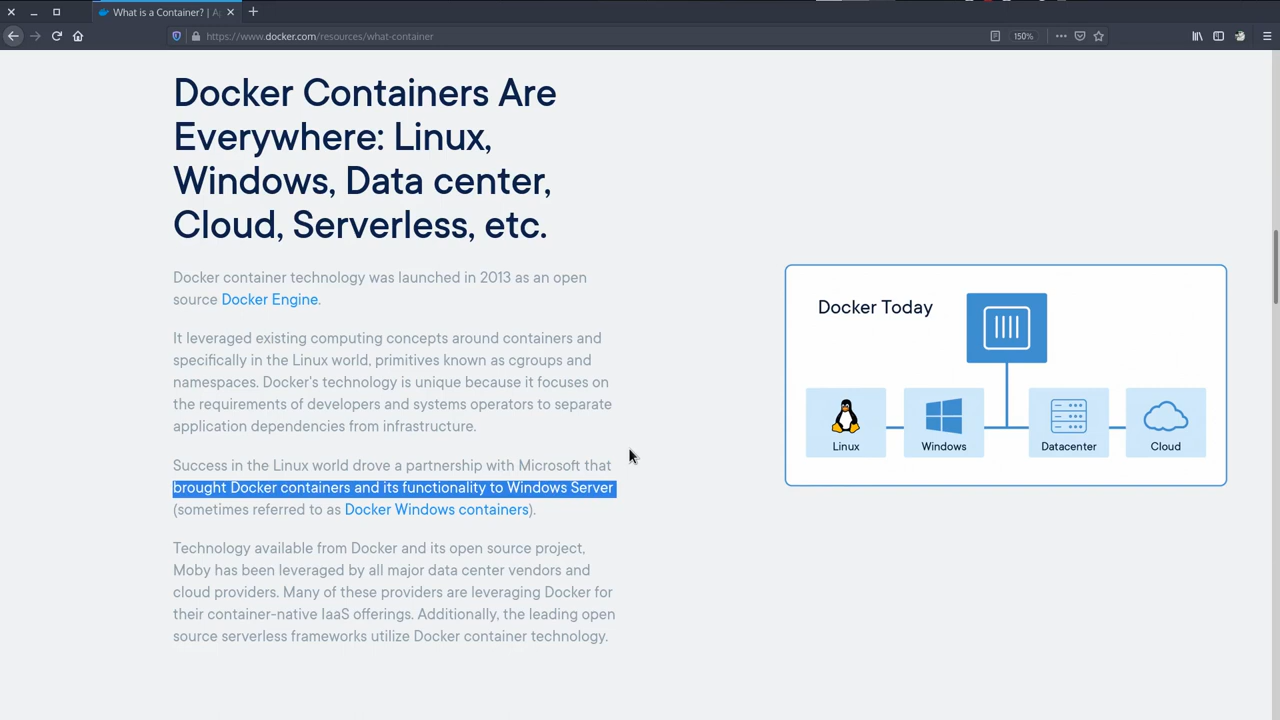 What is a Container? | A
https://www.docker.com/resources/what-container
150%
Docker Containers Are
Everywhere: Linux,
Windows, Data center,
Cloud, Serverless, etc.
Docker container technology was launched in 2013 as an open
source Docker Engine.
It leveraged existing computing concepts around containers and
specifically in the Linux world, primitives known as cgroups and
namespaces. Docker's technology is unique because it focuses on
the requirements of developers and systems operators to separate
application dependencies from infrastructure.
Success in the Linux world drove a partnership with Microsoft that
brought Docker containers and its functionality to Windows Server
(sometimes referred to as Docker Windows containers).
Technology available from Docker and its open source project,
Moby has been leveraged by all major data center vendors and
cloud providers. Many of these providers are leveraging Docker for
their container-native IaaS offerings. Additionally, the leading open
source serverless frameworks utilize Docker container technology.
Docker Today
Linux
Windows
Datacenter
Cloud